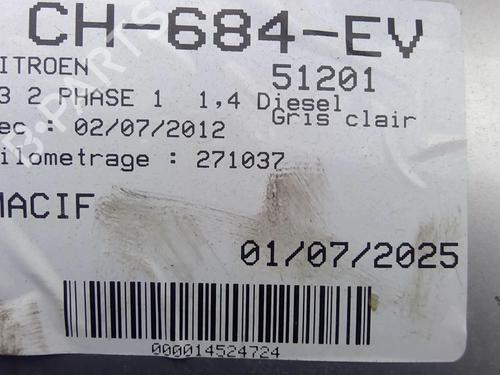 CH-684-EV
ITROEN 51201
3 2 PHASE 1 1,4 Diesel
Gris clair
ec : 02/07/2012
ilometrage : 271037
MACIF
01/07/2025
000014524724